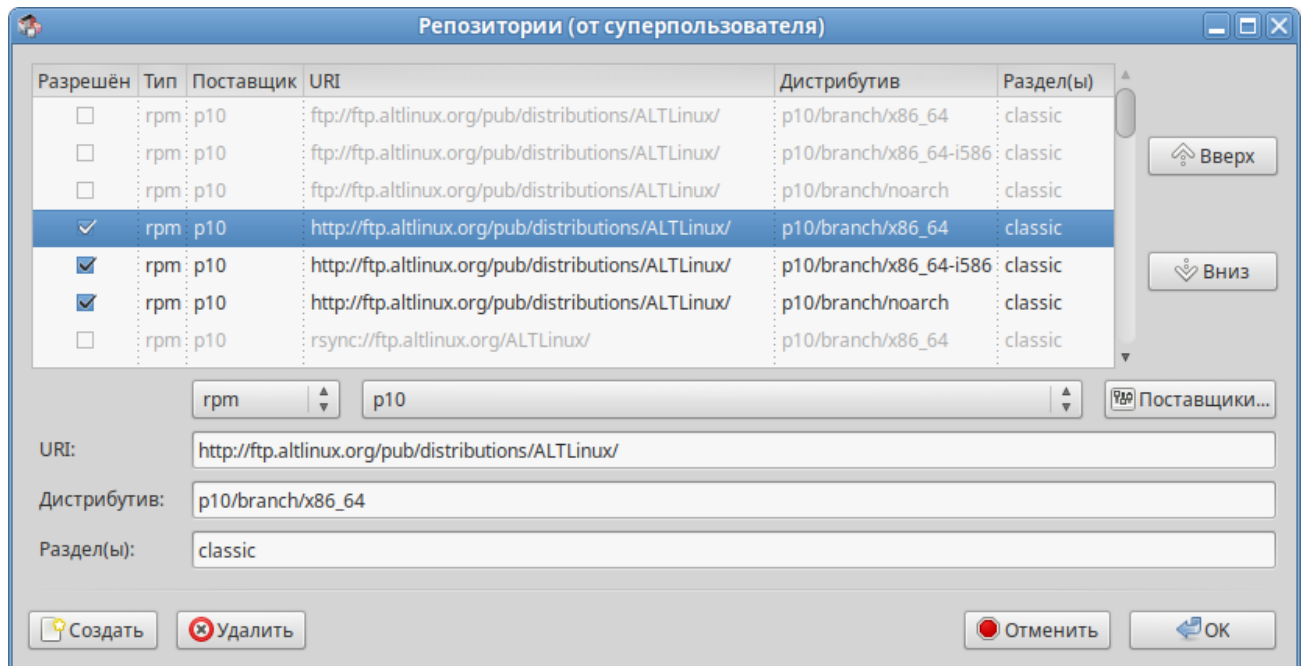 Репозитории (от суперпользователя)
Разрешён Тип Поставщик URI Дистрибутив Раздел(ы)
rpm p10 ftp://ftp.altlinux.org/pub/distributions/ALTLinux/ p10/branch/x86_64 classic
rpm p10 ftp://ftp.altlinux.org/pub/distributions/ALTLinux/ p10/branch/x86_64-i586 classic
Вверх
rpm p10 ftp://ftp.altlinux.org/pub/distributions/ALTLinux/ p10/branch/noarch classic
rpm p10 http://ftp.altlinux.org/pub/distributions/ALTLinux/ p10/branch/x86_64 classic
rpm p10 http://ftp.altlinux.org/pub/distributions/ALTLinux/ p10/branch/x86_64-i586 classic
Вниз
rpm p10 http://ftp.altlinux.org/pub/distributions/ALTLinux/ p10/branch/noarch classic
rpm p10 rsync://ftp.altlinux.org/ALTLinux/ p10/branch/x86_64 classic
rpm p10 Поставщики...
URI: http://ftp.altlinux.org/pub/distributions/ALTLinux/
Дистрибутив: p10/branch/x86_64
Раздел(ы): classic
Создать Удалить Отменить OK